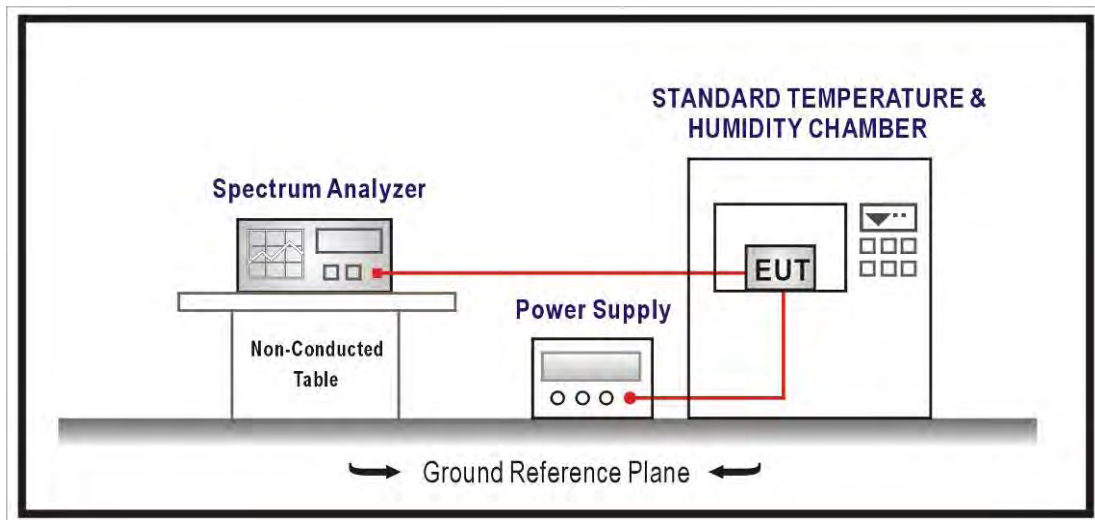 STANDARD TEMPERATURE &
HUMIDITY CHAMBER
Spectrum Analyzer
EUT
Power Supply
Non-Conducted
Table
Ground Reference Plane